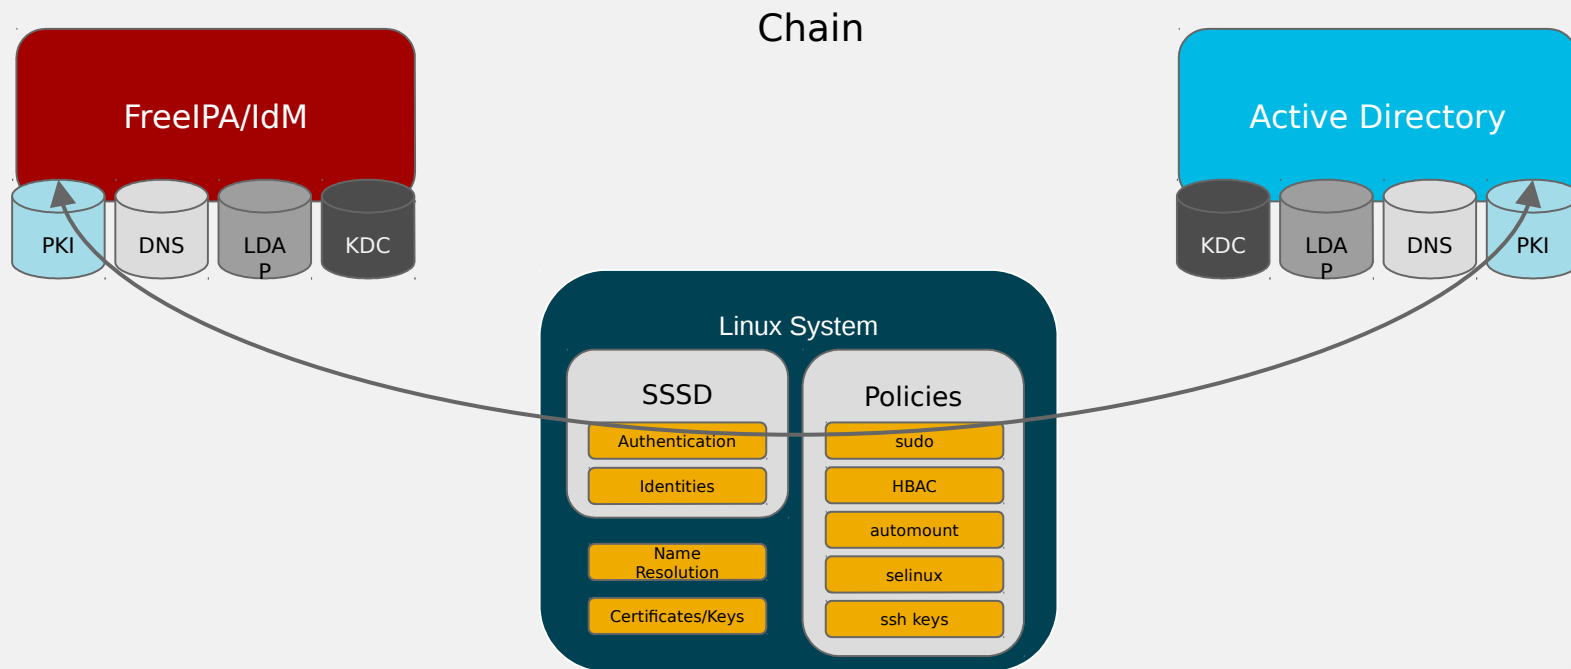 Chain
FreeIPA/IdM
Active Directory
PKI
DNS
LDA
P
KDC
KDC
LDA
P
DNS
PKI
Linux System
SSSD
Authentication
Identities
Name
Resolution
Certificates/Keys
Policies
sudo
HBAC
automount
selinux
ssh keys